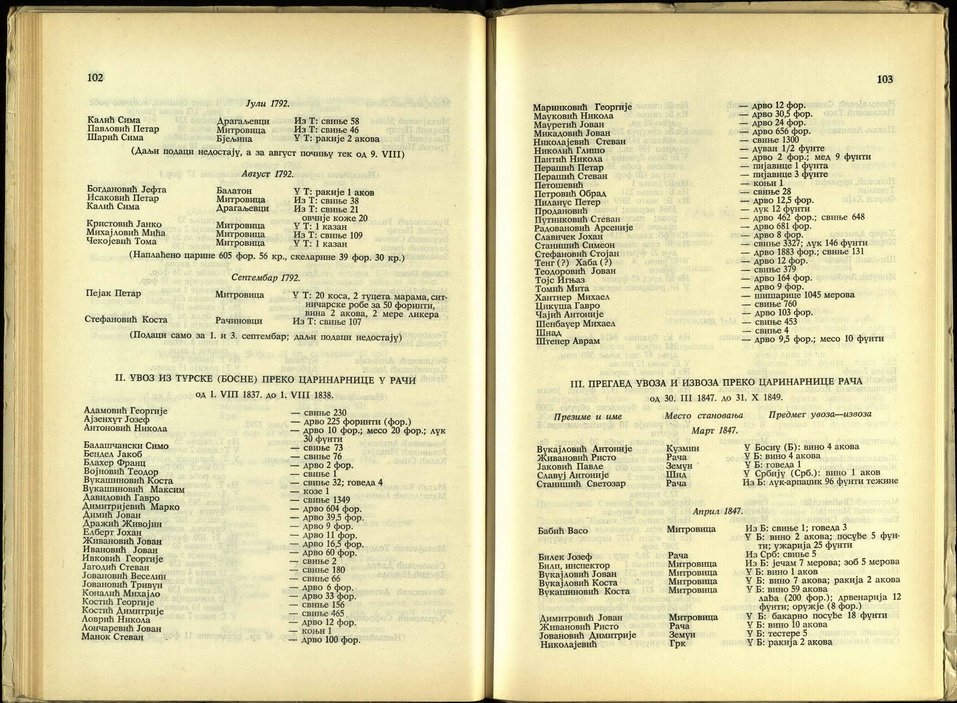 102
Јули 1792.
Калић Сима Драгаљевци Из Т: свиње 58
Павловић Петар Митровица Из Т: свиње 46
Шарић Сима Бјељина У Т: ракије 2 акова
(Даљи подаци недостају, а за август почињу тек од 9. VIII)
Август 1792.
Богдановић Јефта Балатон У Т: ракије 1 аков
Исаковић Петар Митровица Из Т: свиње 38
Калић Сима Драгаљевци Из Т: свиње 21
овчије коже 20
Кристовић Јанко Митровица У Т: 1 казан
Михајловић Мића Митровица Из Т: свиње 109
Чекојевић Тома Митровица У Т: 1 казан
(Наплаћено царине 605 фор. 56 кр., скеларине 39 фор. 30 кр.)
Септембар 1792.
Пејак Петар Митровица У Т: 20 коса, 2 туцета марама, сит-
ничарске робе за 50 форинти,
вина 2 акова, 2 мере ликера
Стефановић Коста Рачиновци Из Т: свиње 107
(Подаци само за 1. и 3. септембар; даљи подаци недостају)
II. УВОЗ ИЗ ТУРСКЕ (БОСНЕ) ПРЕКО ЦАРИНАРНИЦЕ У РАЧИ
од 1. VIII 1837. до 1. VIII 1838.
Адамовић Георгије — свиње 230
Ајзенхут Јозеф — дрво 225 форинти (фор.)
Антоновић Никола — дрво 10 фор.; месо 20 фор.; лук
30 фунти
Балашчански Симо — свиње 73
Бендел Јакоб — свиње 76
Блахер Франц — дрво 2 фор.
Војновић Теодор — свиње 1
Вукашиновић Коста — свиње 32; говеда 4
Вукашиновић Максим — козе 1
Давидовић Гавро — свиње 1349
Димитријевић Марко — дрво 604 фор.
Димић Јован — дрво 39,5 фор.
Дражић Живојин — дрво 9 фор.
Елберт Јохан — дрво 11 фор.
Живановић Јован — дрво 16,5 фор.
Ивановић Јован — дрво 60 фор.
Ивковић Георгије — свиње 2
Јагодић Стеван — свиње 180
Јовановић Веселин — свиње 66
Јовановић Тривун — дрво 6 фор.
Коналић Михајло — дрво 33 фор.
Костић Георгије — свиње 156
Костић Димитрије — свиње 465
Ловрић Никола — дрво 12 фор.
Лончаревић Јован — коњи 1
Манок Стеван — дрво 100 фор.
103
Маринковић Георгије — дрво 12 фор.
Мауковић Никола — дрво 30,5 фор.
Мауретић Јован — дрво 24 фор.
Микадовић Јован — дрво 656 фор.
Николајевић Стеван — свиње 1300
Николић Глишо — дуван 1/2 фунте
Пантић Никола — дрво 2 фор.; мед 9 фунти
Перашић Петар — пијавице 1 фунта
Перашић Стеван — пијавице 3 фунте
Петошевић — коњи 1
Петровић Обрад — свиње 28
Пиланус Петер — дрво 12,5 фор.
Продановић — лук 12 фунти
Путниковић Стеван — дрво 462 фор.; свиње 648
Радовановић Арсеније — дрво 681 фор.
Славичек Јохан — дрво 8 фор.
Станишић Симеон — свиње 3327; лук 146 фунти
Стефановић Стојан — дрво 1883 фор.; свиње 131
Тенг (?) Хаба (?) — дрво 12 фор.
Теодоровић Јован — свиње 379
Тојс Игњаз — дрво 164 фор.
Томић Мита — дрво 9 фор.
Хантнер Михаел — шишарице 1045 мерова
Цикуша Гавро — свиње 760
Чајић Антоније — дрво 103 фор.
Шенбауер Михаел — свиње 453
Шнад — свиње 4
Штенер Аврам — дрво 9,5 фор.; месо 10 фунти
III. ПРЕГЛЕД УВОЗА И ИЗВОЗА ПРЕКО ЦАРИНАРНИЦЕ РАЧА
од 30. III 1847. до 31. X 1849.
Презиме и име Место становања Предмет увоза—извоза
Март 1847.
Вукајловић Антоније Кузмин У Босну (Б): вино 4 акова
Живановић Ристо Рача У Б: вино 4 акова
Јаковић Павле Земун У Б: говеда 1
Славуј Антоније Шид У Србију (Срб.): вино 1 аков
Станишић Светозар Рача Из Б: лук-арпаџик 96 фунти тежине
Април 1847.
Бабић Васо Митровица Из Б: свиње 1; говеда 3
У Б: вино 2 акова; посуђе 5 фун-
ти; ужарија 25 фунти
Билек Јозеф Рача Из Срб: свиње 5
Били, инспектор Митровица Из Б: јечам 7 мерова; зоб 5 мерова
Вукајловић Јован Митровица У Б: вино 1 аков
Вукајловић Коста Митровица У Б: вино 7 акова; ракија 2 акова
Вукашиновић Коста Митровица У Б: вино 59 акова
лађа (200 фор.); дрвенарија 12
фунти; оружје (8 фор.)
Димитровић Јован Митровица У Б: бакарно посуђе 18 фунти
Живановић Ристо Рача У Б: вино 10 акова
Јовановић Димитрије Земун У Б: тестере 5
Николајевић Грк У Б: ракија 2 акова